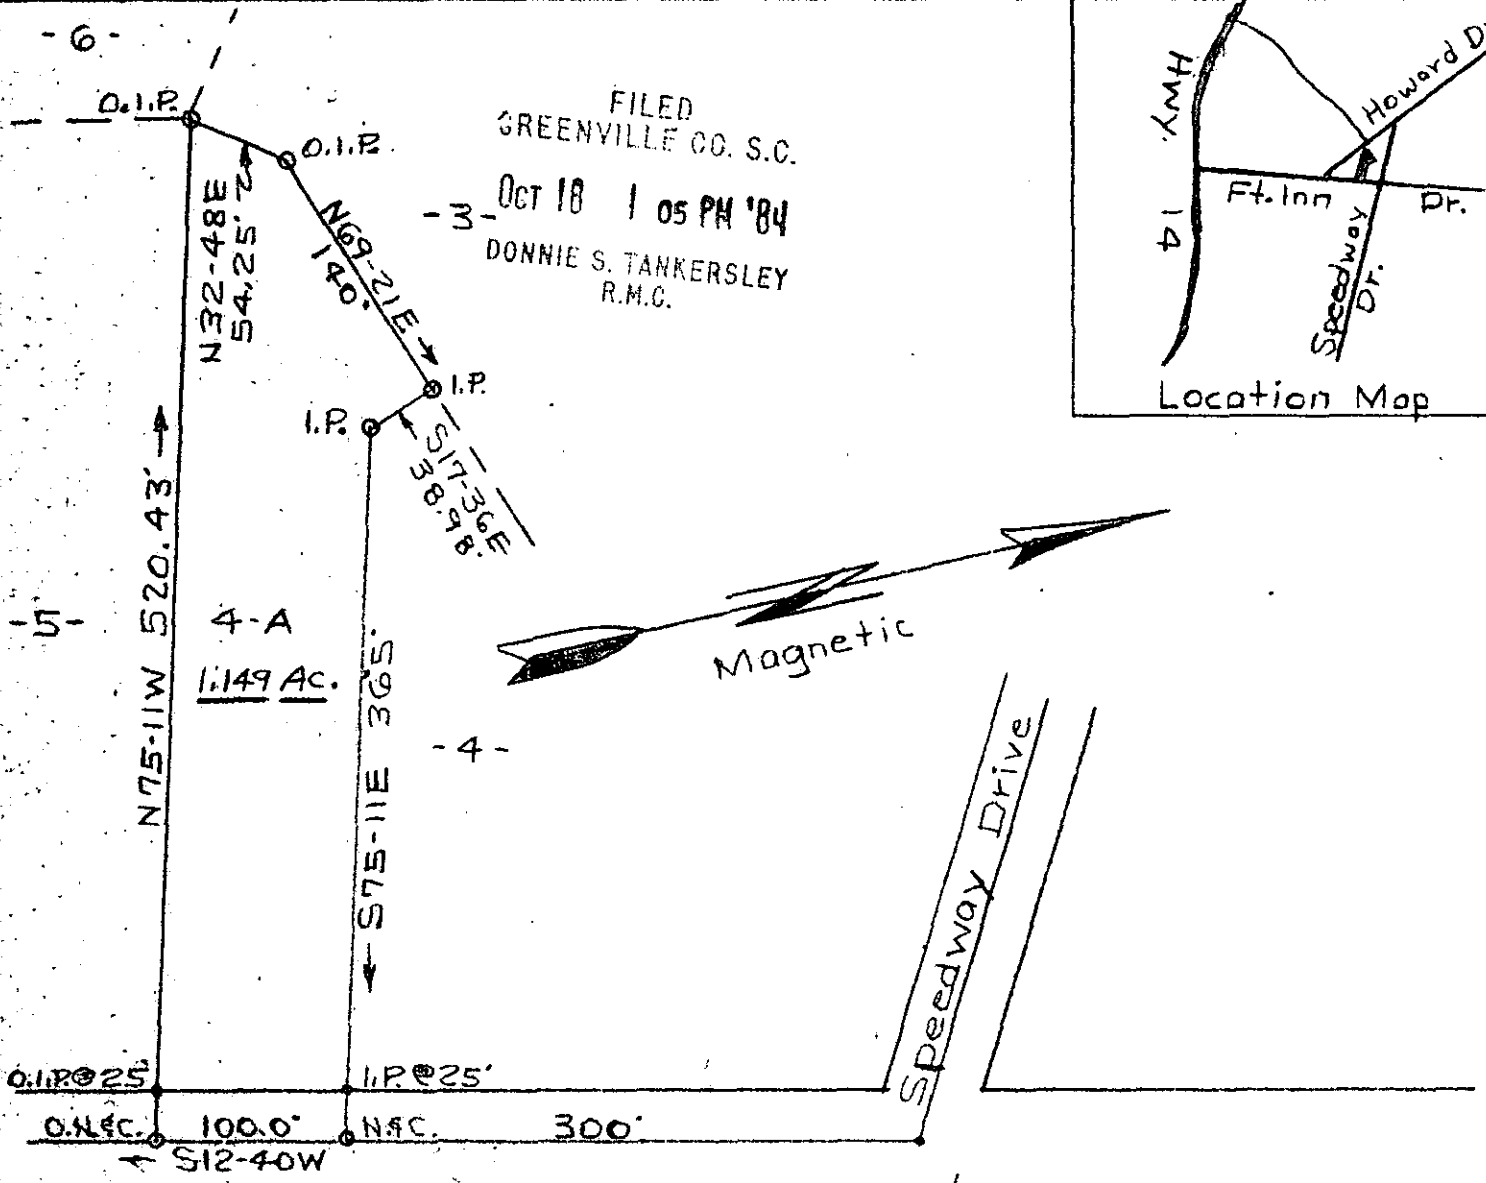 -6-
O.I.P.
O.I.P.
N32-48E
54.25'
N69-21E
140'
-3-
FILED
GREENVILLE CO. S.C.
OCT 18 1 05 PM '84
DONNIE S. TANKERSLEY
R.M.C.
HWY. 14
Howard D
Ft. Inn Dr.
Speedway Dr.
Location Map
I.P.
I.P.
S17-36E
38.98'
N75-11W 520.43'
-5-
4-A
1.149 Ac.
S75-11E 365'
-4-
Magnetic
Speedway Drive
O.I.P.@25'
I.P.@25'
O.N&C.
100.0'
N&C.
300'
S12-40W